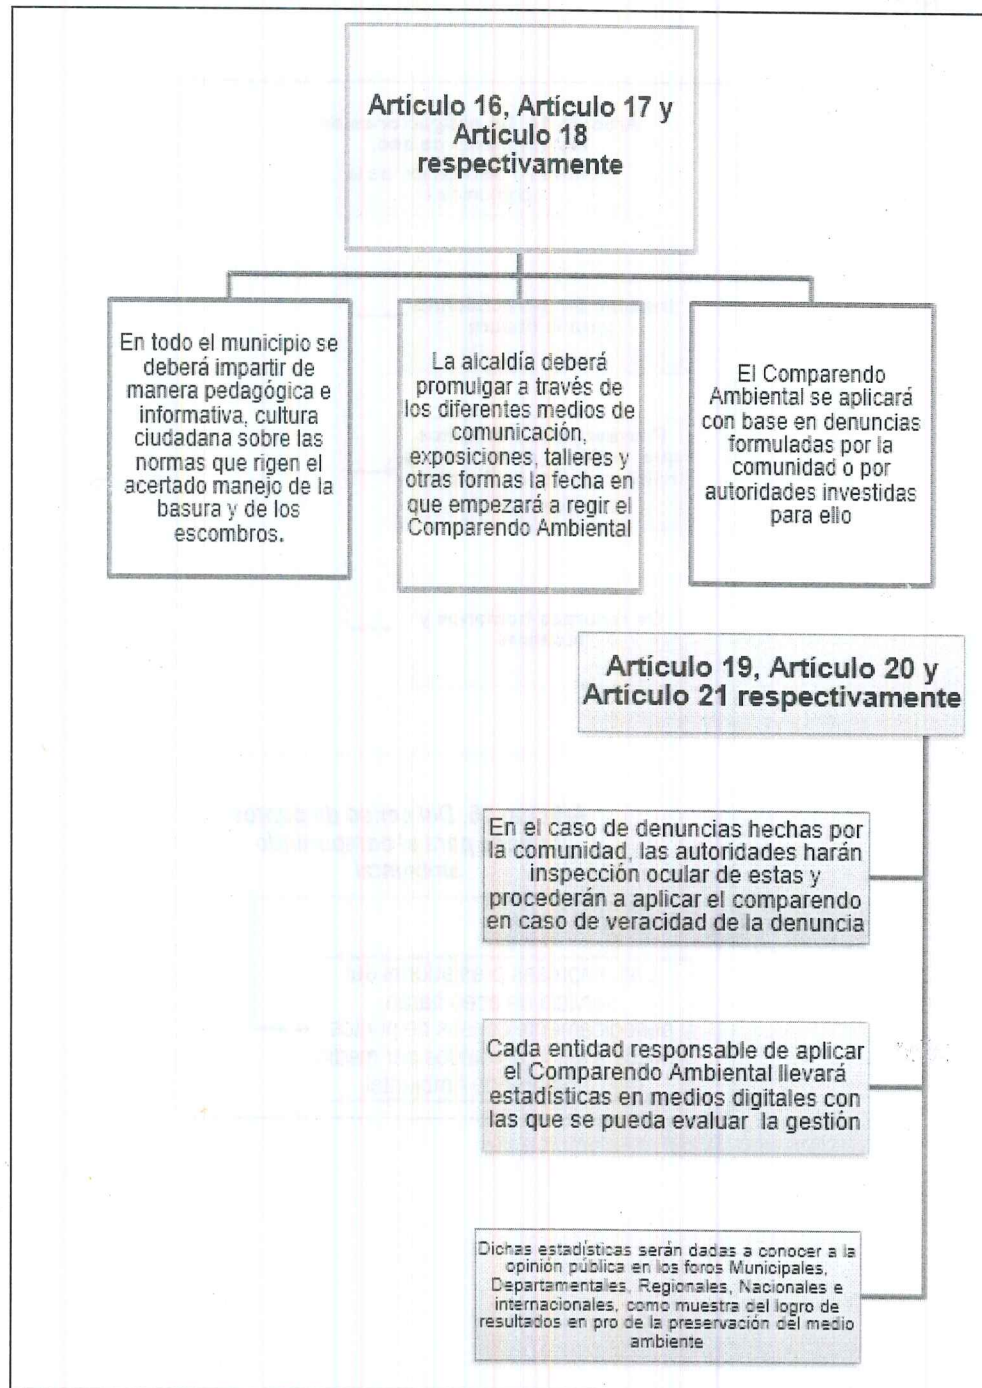 Artículo 16, Artículo 17 y
Artículo 18
respectivamente
En todo el municipio se
deberá impartir de
manera pedagógica e
informativa, cultura
ciudadana sobre las
normas que rigen el
acertado manejo de la
basura y de los
escombros.
La alcaldía deberá
promulgar a través de
los diferentes medios de
comunicación,
exposiciones, talleres y
otras formas la fecha en
que empezará a regir el
Comparendo Ambiental
El Comparendo
Ambiental se aplicará
con base en denuncias
formuladas por la
comunidad o por
autoridades investidas
para ello
Artículo 19, Artículo 20 y
Artículo 21 respectivamente
En el caso de denuncias hechas por
la comunidad, las autoridades harán
inspección ocular de estas y
procederán a aplicar el comparendo
en caso de veracidad de la denuncia
Cada entidad responsable de aplicar
el Comparendo Ambiental llevará
estadísticas en medios digitales con
las que se pueda evaluar la gestión
Dichas estadísticas serán dadas a conocer a la
opinión pública en los foros Municipales,
Departamentales, Regionales, Nacionales e
internacionales, como muestra del logro de
resultados en pro de la preservación del medio
ambiente